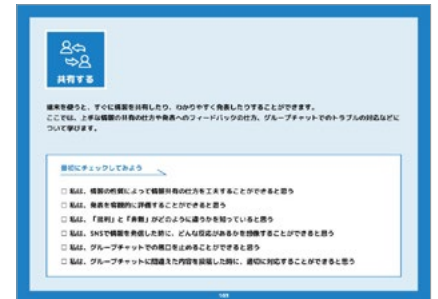 共有する
端末を使うと、すぐに情報を共有したり、わかりやすく発表したりすることができます。
ここでは、上手な情報の共有の仕方や発表へのフィードバックの仕方、グループチャットでのトラブルの対応などに
ついて学びます。
最初にチェックしてみよう
□ 私は、情報の性質によって情報共有の仕方を工夫することができると思う
□ 私は、発表を客観的に評価することができると思う
□ 私は、「批判」と「非難」がどのように違うかを知っていると思う
□ 私は、SNSで情報を発信した時に、どんな反応があるかを想像することができると思う
□ 私は、グループチャットでの悪口を止めることができると思う
□ 私は、グループチャットに間違えた内容を投稿した時に、適切に対応することができると思う